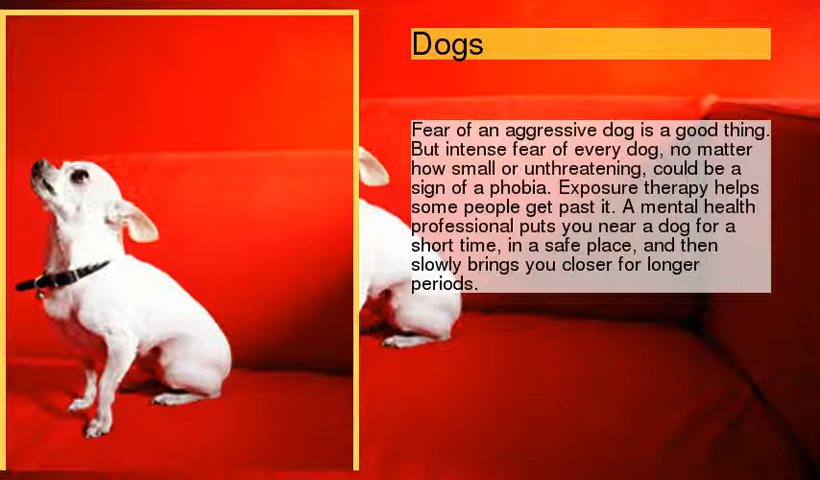 Dogs
Fear of an aggressive dog is a good thing.
But intense fear of every dog, no matter
how small or unthreatening, could be a
sign of a phobia. Exposure therapy helps
some people get past it. A mental health
professional puts you near a dog for a
short time, in a safe place, and then
slowly brings you closer for longer
periods.